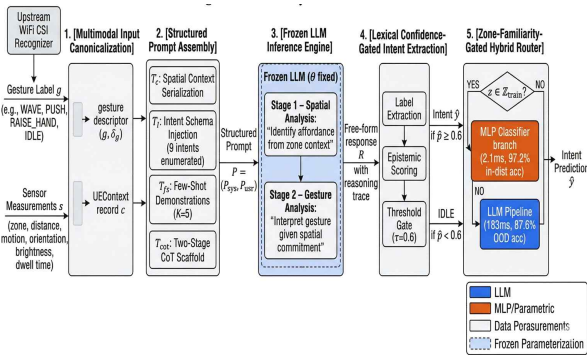 Upstream
WiFi CSI
Recognizer
Gesture Label g
(e.g., WAVE, PUSH,
RAISE_HAND,
IDLE)
Sensor
Measurements s
(zone, distance,
motion, orientation,
brightness,
dwell time)
1. [Multimodal Input
Canonicalization]
gesture
descriptor
(g, δg)
UEContext
record c
2. [Structured
Prompt Assembly]
Tc: Spatial Context
Serialization
Ti: Intent Schema
Injection
(9 intents
enumerated)
Tfs: Few-Shot
Demonstrations
(K=5)
Tcot: Two-Stage
CoT Scaffold
Structured
Prompt
P =
(Psys, Pusr)
3. [Frozen LLM
Inference Engine]
Frozen LLM (θ fixed)
Stage 1 – Spatial
Analysis:
“Identify affordance
from zone context”
Stage 2 – Gesture
Analysis:
“Interpret gesture
given spatial
commitment”
Free-form
response
R
with
reasoning
trace
4. [Lexical Confidence-
Gated Intent Extraction]
Label
Extraction
Epistemic
Scoring
Threshold
Gate
(τ=0.6)
Intent ŷ
if p̂ ≥ 0.6
IDLE
if p̂ < 0.6
5. [Zone-Familiarity-
Gated Hybrid Router]
YES
z ∈ Ztrain?
NO
MLP Classifier
branch
(2.1ms, 97.2%
in-dist acc)
NO
LLM Pipeline
(183ms, 87.6%
OOD acc)
Intent
Prediction
ŷ
LLM
MLP/Parametric
Data Porasurements
Frozen Parameterization